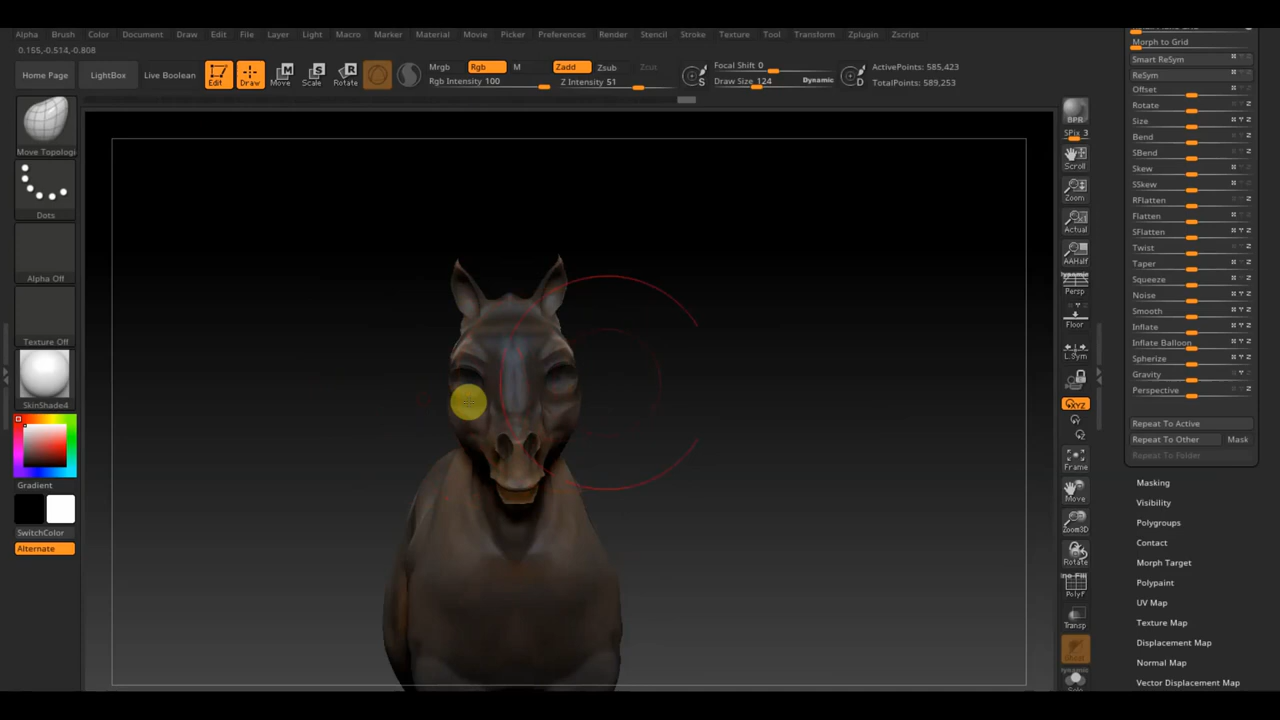 Alpha Brush Color Document Draw Edit File Layer Light Macro Marker Material Movie Picker Preferences Render Stencil Stroke Texture Tool Transform Zplugin Zscript
0.155,-0.514,-0.808
Home Page
LightBox
Live Boolean
Edit
Draw
Move
Scale
Rotate
Mrgb
Rgb
M
Rgb Intensity 100
Zadd
Zsub
Zcut
Z Intensity 51
S
Focal Shift 0
Draw Size 124
Dynamic
D
ActivePoints: 585,423
TotalPoints: 589,253
Move Topologi
Dots
Alpha Off
Texture Off
SkinShade4
Gradient
SwitchColor
Alternate
BPR
SPix 3
Scroll
Zoom
Actual
AAHalf
Persp
Floor
L.Sym
XYZ
Frame
Move
Zoom3D
Rotate
PolyF
Transp
Solo
Morph to Grid
Smart ReSym
ReSym
Offset
Rotate
Size
Bend
SBend
Skew
SSkew
RFlatten
Flatten
SFlatten
Twist
Taper
Squeeze
Noise
Smooth
Inflate
Inflate Balloon
Spherize
Gravity
Perspective
Repeat To Active
Repeat To Other
Mask
Repeat To Folder
Masking
Visibility
Polygroups
Contact
Morph Target
Polypaint
UV Map
Texture Map
Displacement Map
Normal Map
Vector Displacement Map